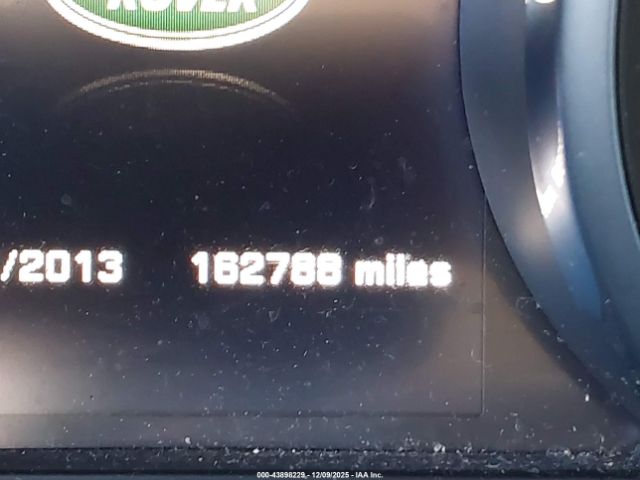 ROVER
/2013 162788 miles
000-43898229 - 12/09/2025 - IAA Inc.